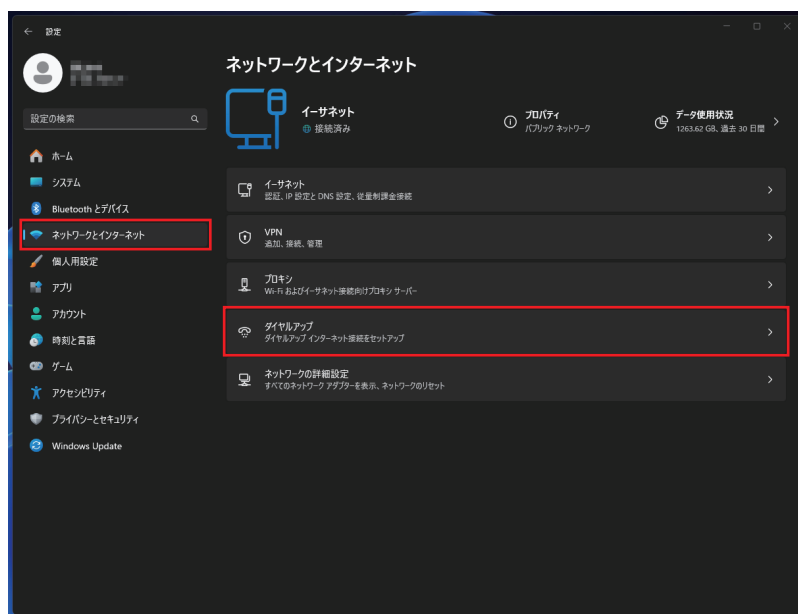 設定
ネットワークとインターネット
イーサネット
接続済み
プロパティ
パブリック ネットワーク
データ使用状況
1263.62 GB、過去 30 日間
設定の検索
ホーム
システム
Bluetooth とデバイス
ネットワークとインターネット
個人用設定
アプリ
アカウント
時刻と言語
ゲーム
アクセシビリティ
プライバシーとセキュリティ
Windows Update
イーサネット
認証、IP 設定と DNS 設定、従量制課金接続
VPN
追加、接続、管理
プロキシ
Wi-Fi およびイーサネット接続向けプロキシ サーバー
ダイヤルアップ
ダイヤルアップ インターネット接続をセットアップ
ネットワークの詳細設定
すべてのネットワーク アダプターを表示、ネットワークのリセット